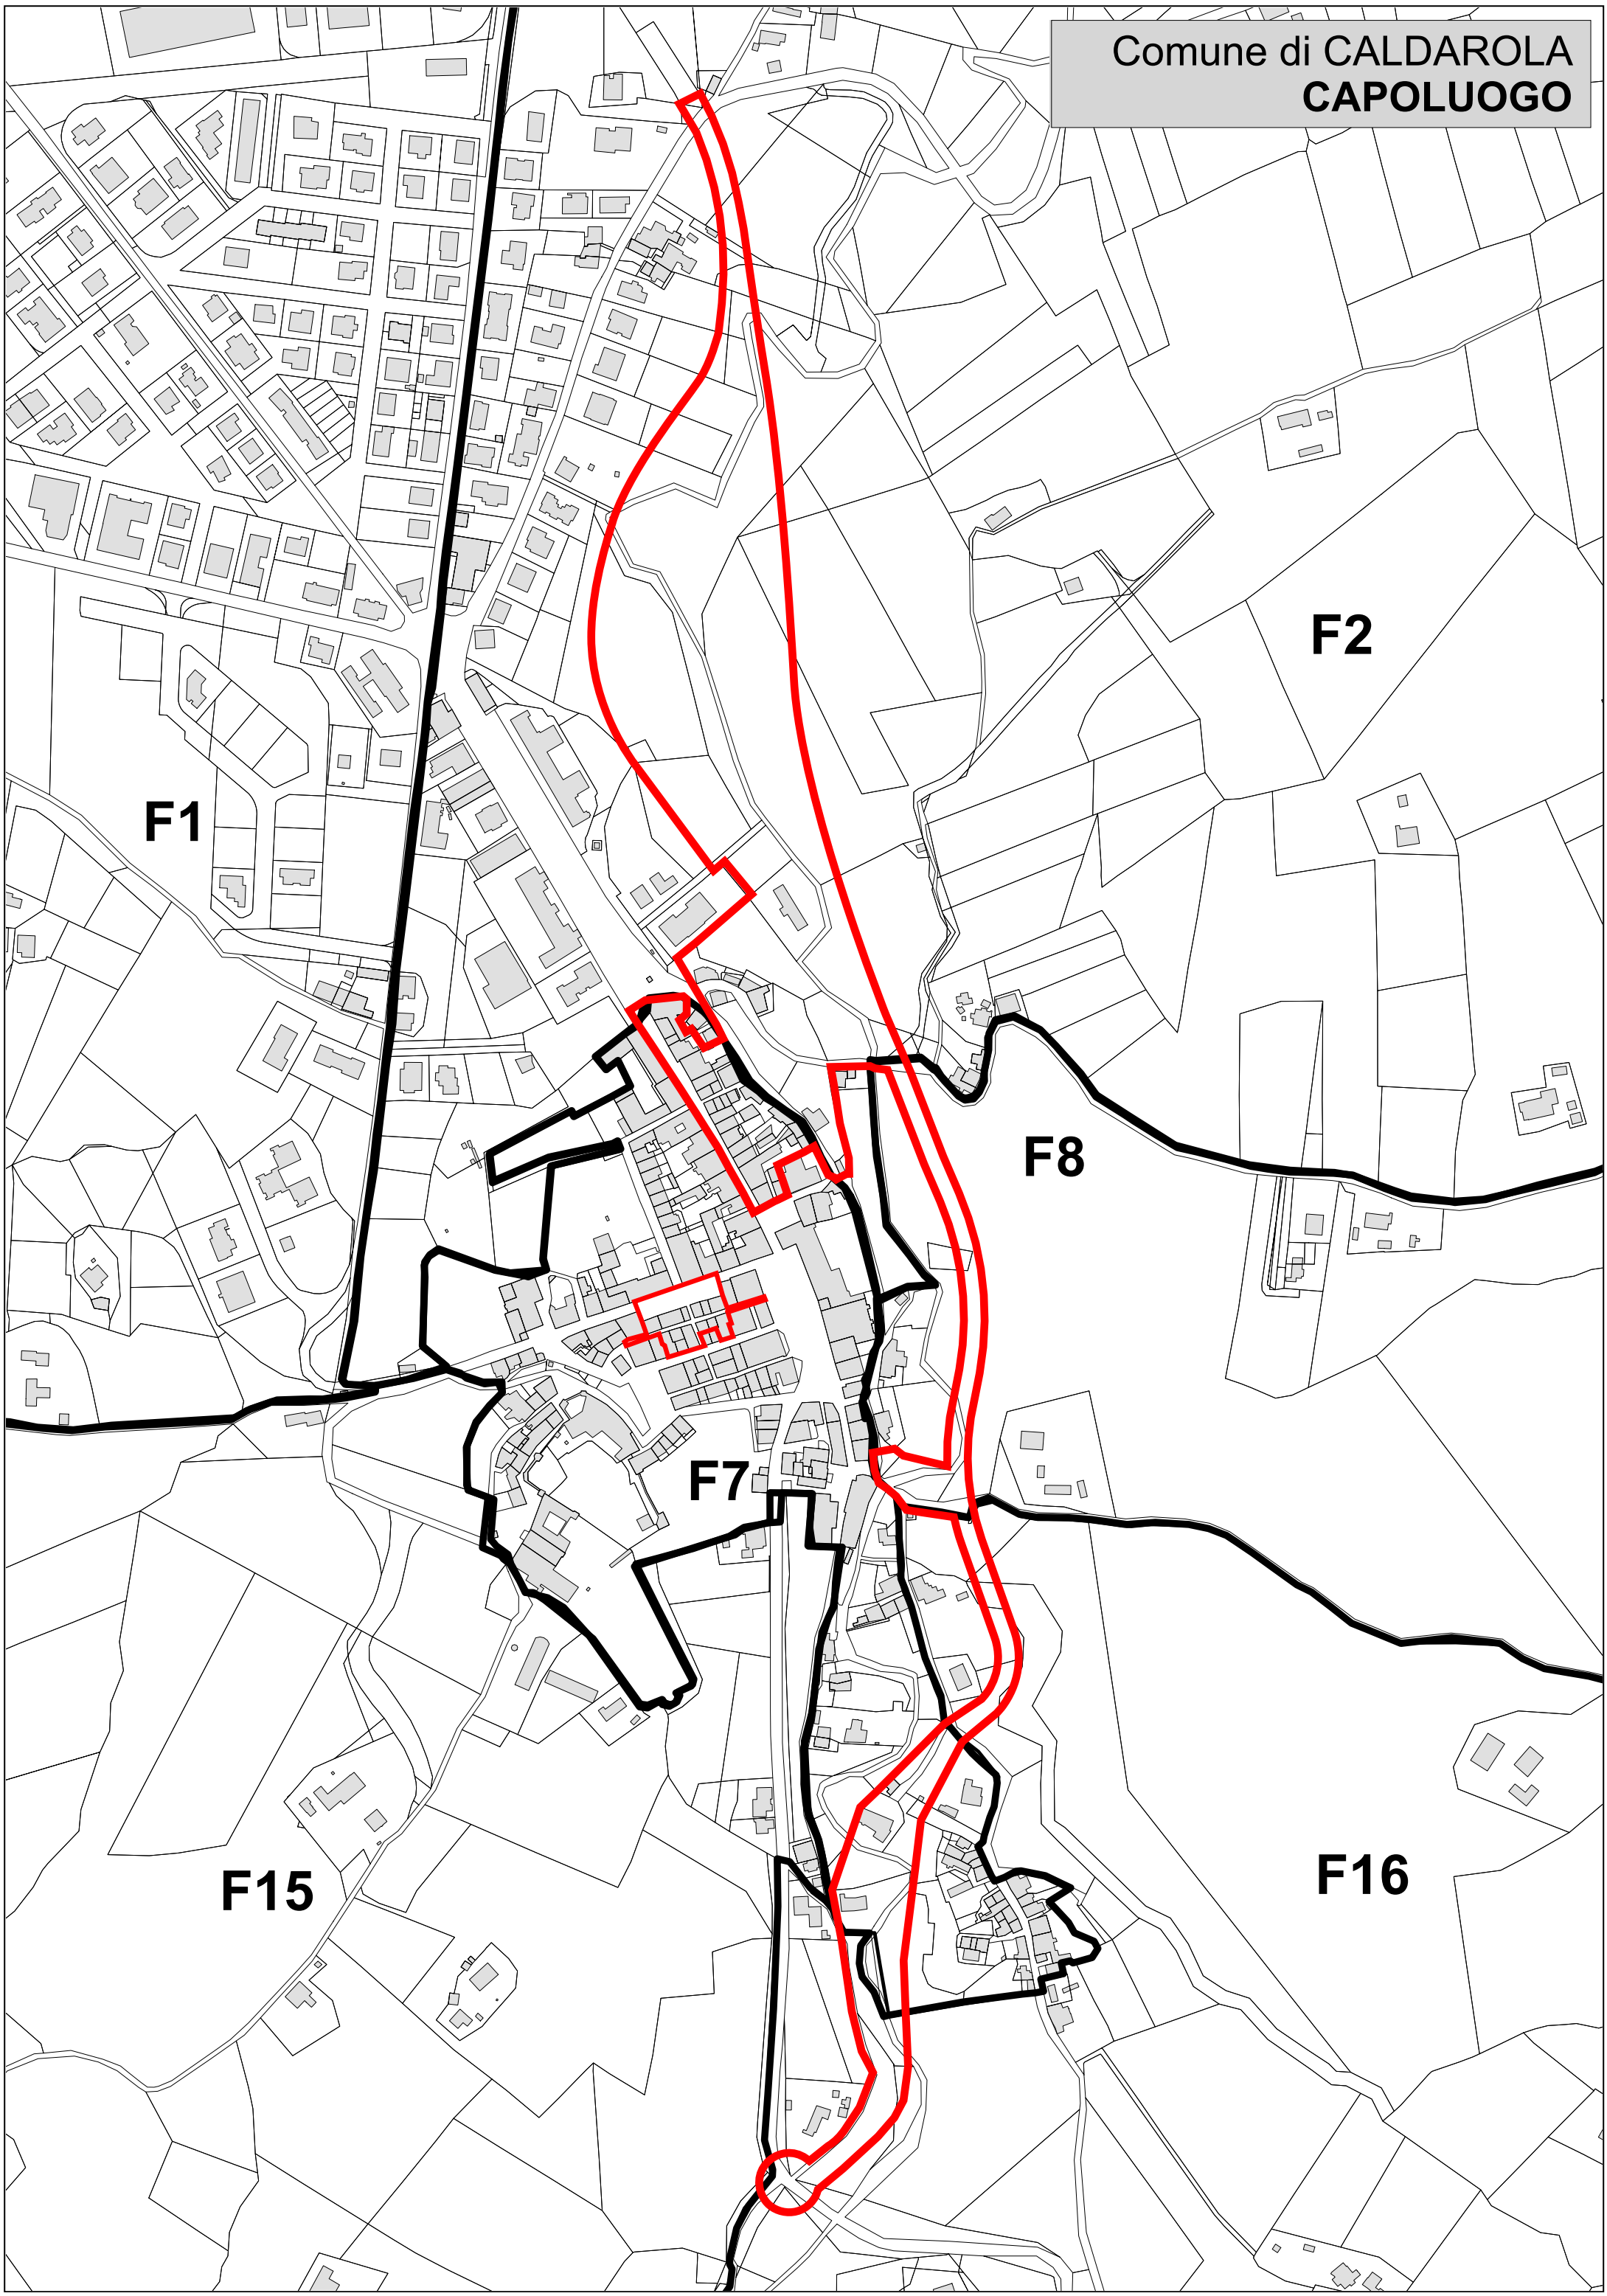 Comune di CALDAROLA
CAPOLUOGO
F2
F1
F8
F7
F15
F16